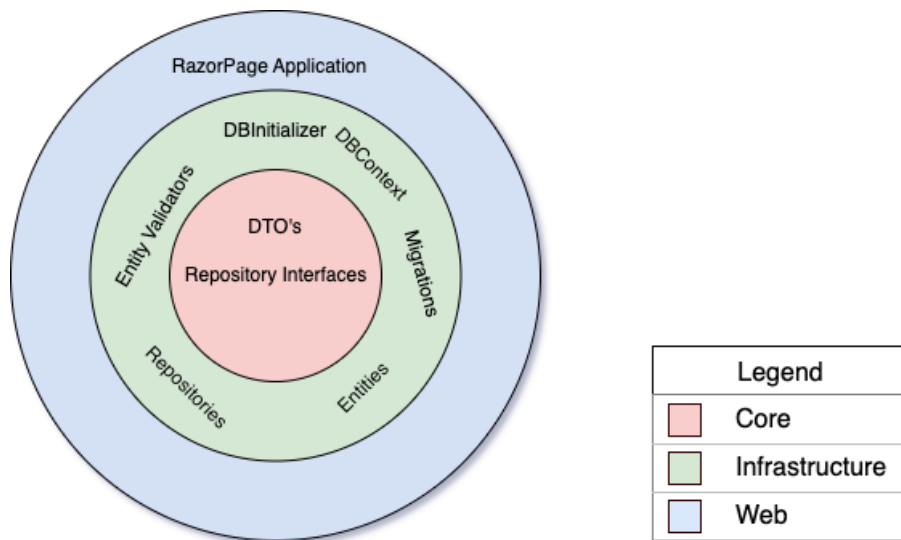 RazorPage Application
DBInitializer
DBContext
Entity Validators
DTO's
Migrations
Repository Interfaces
Repositories
Entities
Legend
Core
Infrastructure
Web